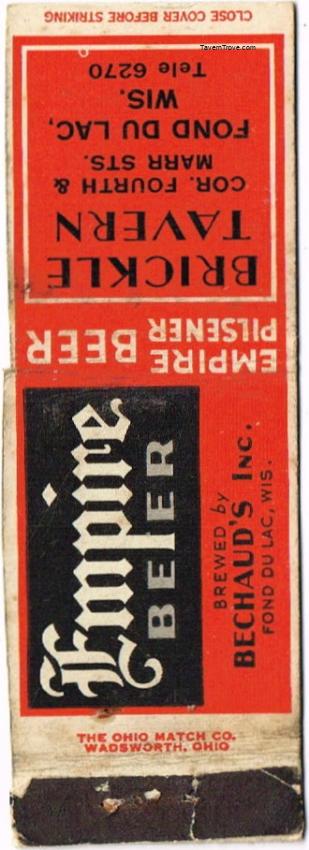 CLOSE COVER BEFORE STRIKING
TavernTrove.com
BRICKLE
TAVERN
COR. FOURTH &
MARR STS.
FOND DU LAC,
WIS.
Tele 6270
EMPIRE
PILSENER
BEER
Empire
BEER
BREWED by
BECHAUD'S INC.
FOND DU LAC, WIS.
THE OHIO MATCH CO.
WADSWORTH, OHIO